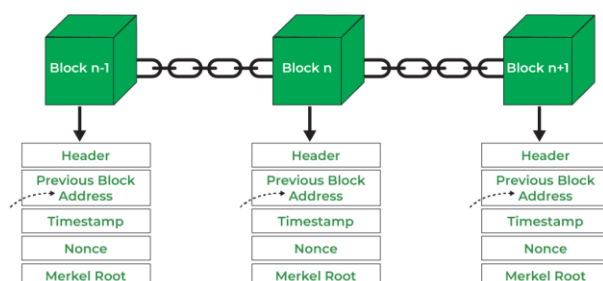 Block n-1
Block n
Block n+1
Header
Previous Block
Address
Timestamp
Nonce
Merkel Root
Header
Previous Block
Address
Timestamp
Nonce
Merkel Root
Header
Previous Block
Address
Timestamp
Nonce
Merkel Root